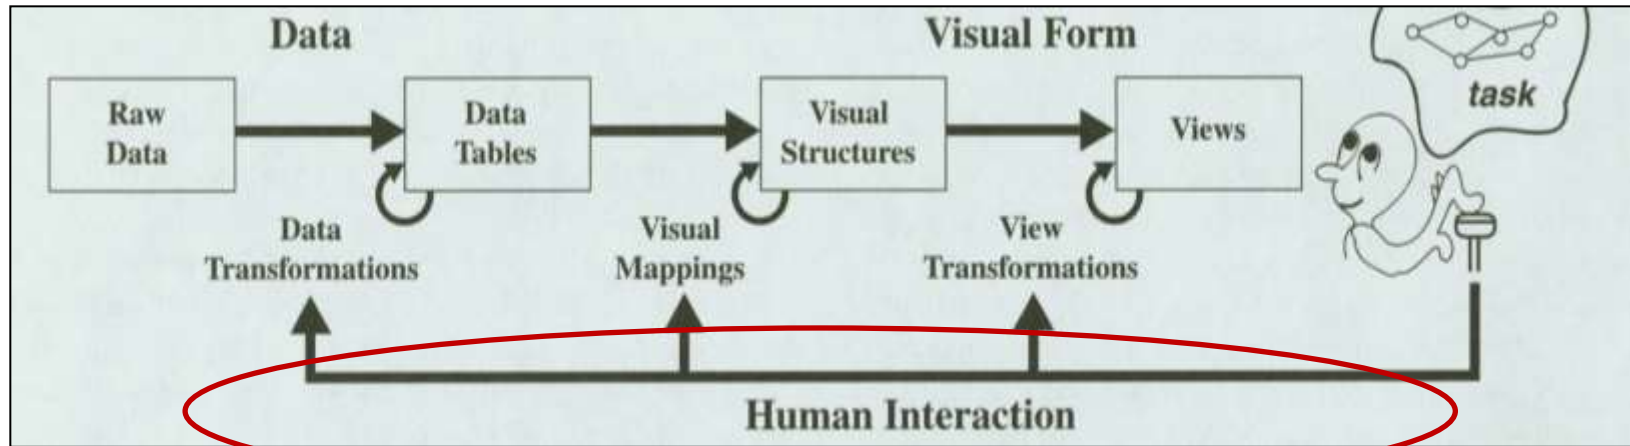 Data
Visual Form
task
Raw
Data
Data
Tables
Visual
Structures
Views
Data
Transformations
Visual
Mappings
View
Transformations
Human Interaction